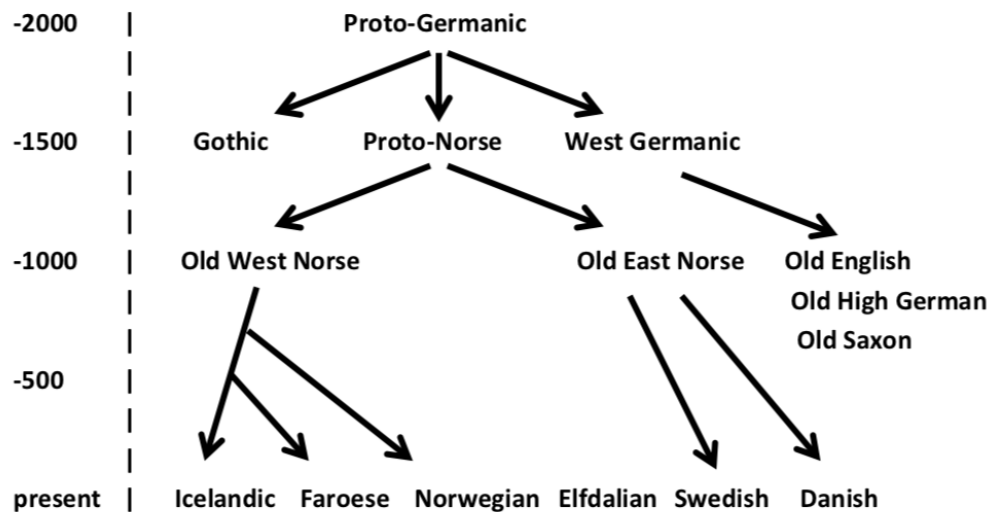 -2000 Proto-Germanic
-1500 Gothic Proto-Norse West Germanic
-1000 Old West Norse Old East Norse Old English
Old High German
Old Saxon
-500
present Icelandic Faroese Norwegian Elfdalian Swedish Danish